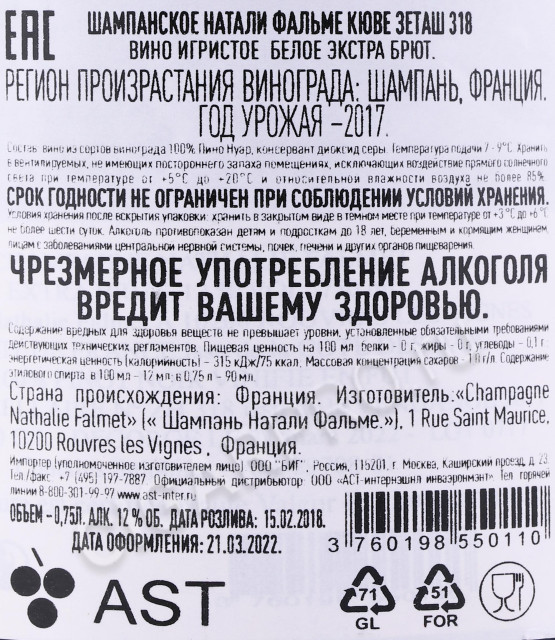 EAC
ШАМПАНСКОЕ НАТАЛИ ФАЛЬМЕ КЮВЕ ЗЕТАШ 318
ВИНО ИГРИСТОЕ БЕЛОЕ ЭКСТРА БРЮТ.
РЕГИОН ПРОИЗРАСТАНИЯ ВИНОГРАДА: ШАМПАНЬ, ФРАНЦИЯ.
ГОД УРОЖАЯ –2017.
Состав: вино из сортов винограда 100% Пино Нуар, консервант диоксид серы. Температура подачи 7 - 9°C. Хранить
в вентилируемых, не имеющих постороннего запаха помещениях, исключающих воздействие прямого солнечного
света при температуре от +5°C до +20°C и относительной влажности воздуха не более 85%.
СРОК ГОДНОСТИ НЕ ОГРАНИЧЕН ПРИ СОБЛЮДЕНИИ УСЛОВИЙ ХРАНЕНИЯ.
Условия хранения после вскрытия упаковки: хранить в закрытом виде в темном месте при температуре от +3°C до +6°C
не более шести суток. Алкоголь противопоказан детям и подросткам до 18 лет, беременным и кормящим женщинам,
лицам с заболеваниями центральной нервной системы, почек, печени и других органов пищеварения.
ЧРЕЗМЕРНОЕ УПОТРЕБЛЕНИЕ АЛКОГОЛЯ
ВРЕДИТ ВАШЕМУ ЗДОРОВЬЮ.
Содержание вредных для здоровья веществ не превышает уровни, установленные обязательными требованиями
действующих технических регламентов. Пищевая ценность на 100 мл: белки - 0 г, жиры - 0 г, углеводы - 0,1 г;
энергетическая ценность (калорийность) - 315 кДж/75 ккал. Массовая концентрация сахаров - г/л. Содержание
этилового спирта в 100 мл - 12 мл; в 0,75 л - 90 мл.
Страна происхождения: Франция. Изготовитель:«Champagne
Nathalie Falmet» (« Шампань Натали Фальме.»), 1 Rue Saint Maurice,
10200 Rouvres les Vignes , Франция.
Импортер (уполномоченное изготовителем лицо): ООО "БИГ", Россия, 115201, г. Москва, Каширский проезд, д. 23.
Тел./факс +7 (495) 197-7887 Официальный дистрибьютор: ООО «АСТ-интернэшнл инваэронмэнт» Тел горячей
линии 8-800-301-99-97 www.ast-inter.ru
ОБЪЕМ –0,75Л. АЛК. 12 % ОБ. ДАТА РОЗЛИВА: 15.02.2018.
ДАТА ОФОРМЛЕНИЯ: 21.03.2022.
3 760198 550110
AST
71
GL
51
FOR